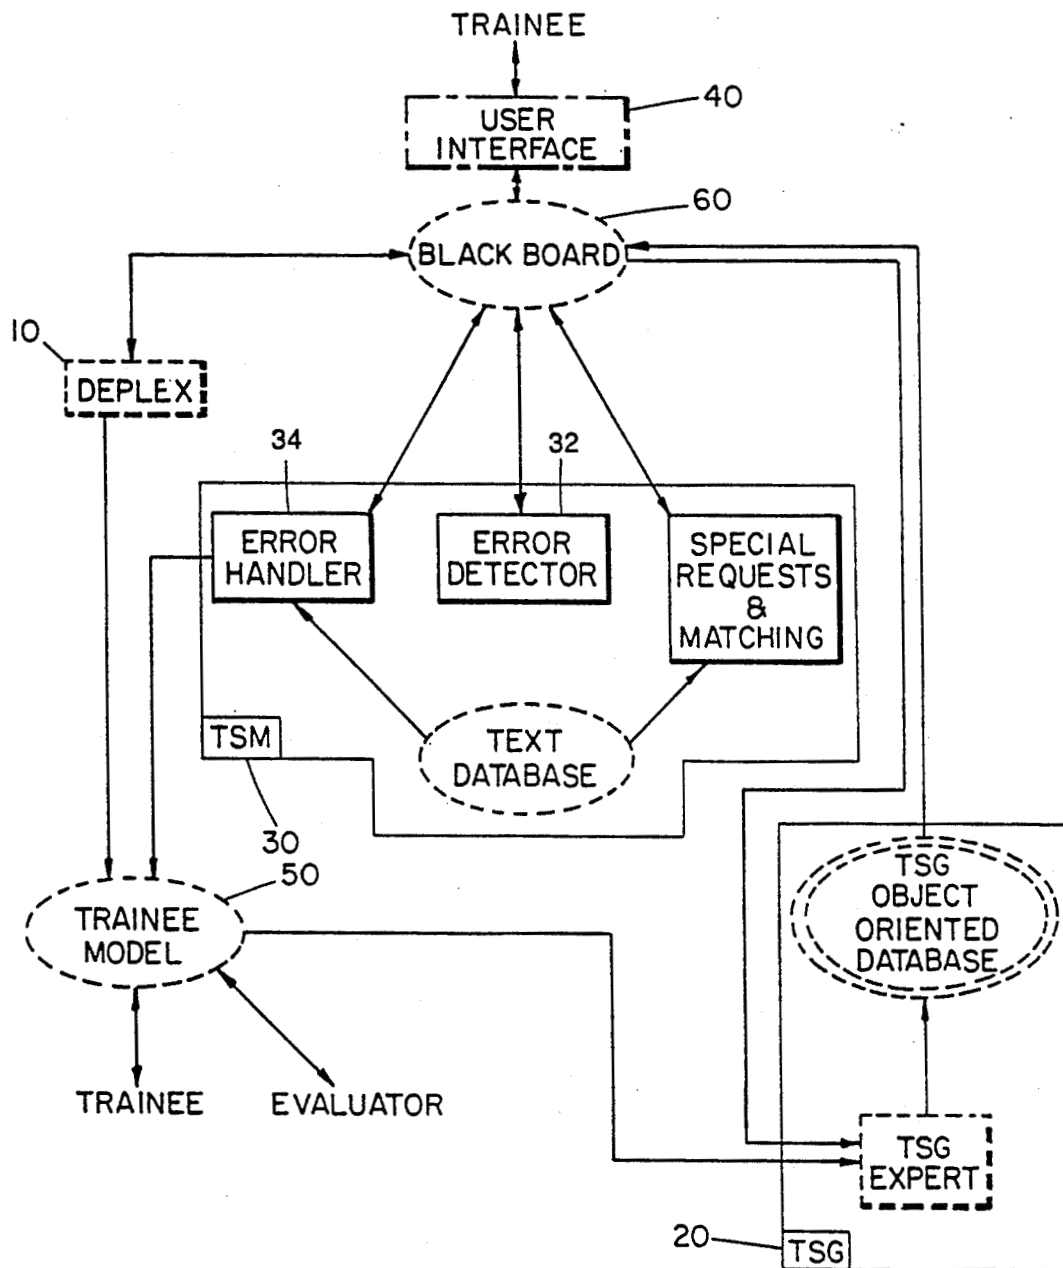 TRAINEE
40
USER
INTERFACE
60
BLACK BOARD
10
DEPLEX
34
32
ERROR
HANDLER
ERROR
DETECTOR
SPECIAL
REQUESTS
&
MATCHING
TSM
TEXT
DATABASE
30
50
TRAINEE
MODEL
TSG
OBJECT
ORIENTED
DATABASE
TRAINEE
EVALUATOR
TSG
EXPERT
20
TSG